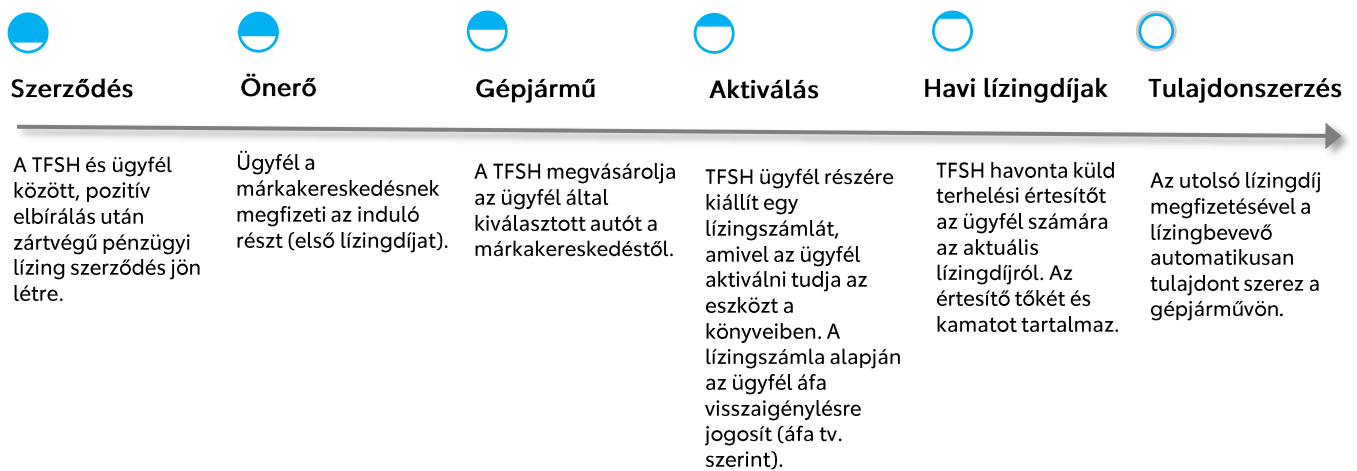 Szerződés
A TFSH és ügyfél
között, pozitív
elbírálás után
zártvégű pénzügyi
lízing szerződés jön
létre.
Önerő
Ügyfél a
márkakereskedésnek
megfizeti az induló
részt (első lízingdíjat).
Gépjármű
A TFSH megvásárolja
az ügyfél által
kiválasztott autót a
márkakereskedéstől.
Aktiválás
TFSH ügyfél részére
kiállít egy
lízingszámlát,
amivel az ügyfél
aktiválni tudja az
eszközt a
könyveiben. A
lízingszámla alapján
az ügyfél áfa
visszaigénylésre
jogosít (áfa tv.
szerint).
Havi lízingdíjak
TFSH havonta küld
terhelési értesítőt
az ügyfél számára
az aktuális
lízingdíjról. Az
értesítő tőkét és
kamatot tartalmaz.
Tulajdonszerzés
Az utolsó lízingdíj
megfizetésével a
lízingbevevő
automatikusan
tulajdont szerez a
gépjárművön.